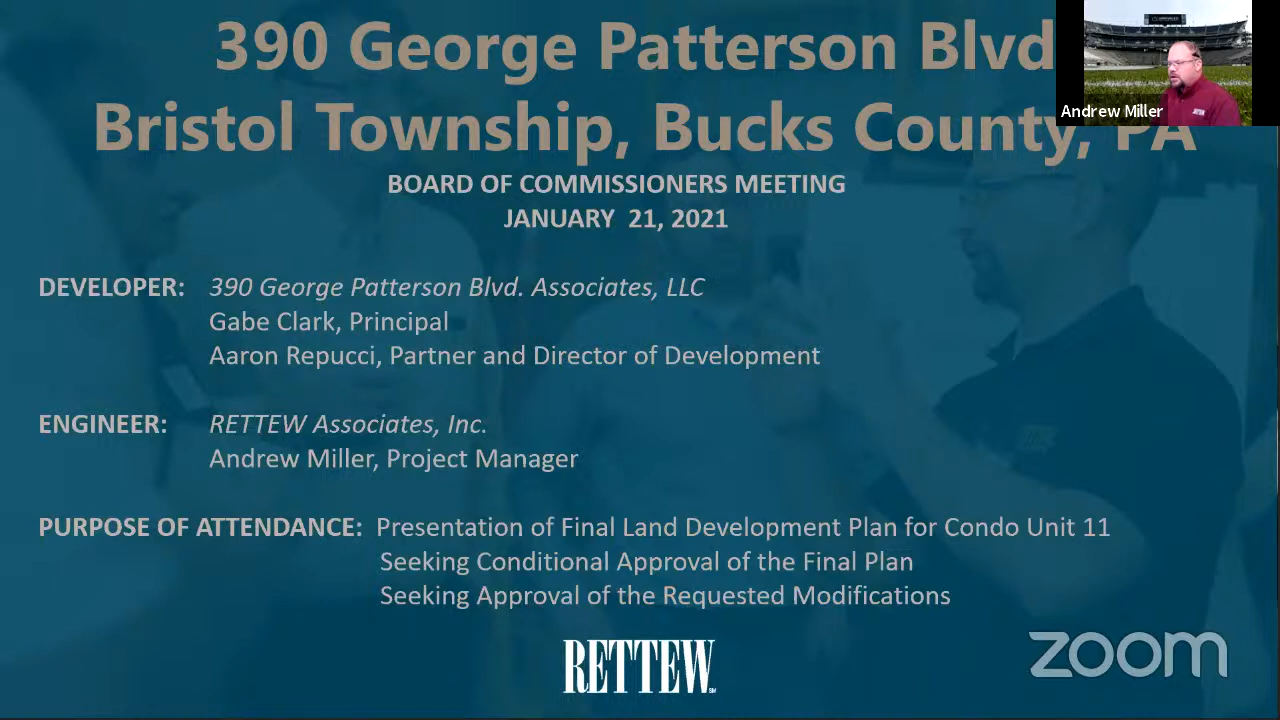 390 George Patterson Blvd
Bristol Township, Bucks County, PA
Andrew Miller
BOARD OF COMMISSIONERS MEETING
JANUARY 21, 2021
DEVELOPER: 390 George Patterson Blvd. Associates, LLC
Gabe Clark, Principal
Aaron Repucci, Partner and Director of Development
ENGINEER: RETTEW Associates, Inc.
Andrew Miller, Project Manager
PURPOSE OF ATTENDANCE: Presentation of Final Land Development Plan for Condo Unit 11
Seeking Conditional Approval of the Final Plan
Seeking Approval of the Requested Modifications
RETTEW
zoom